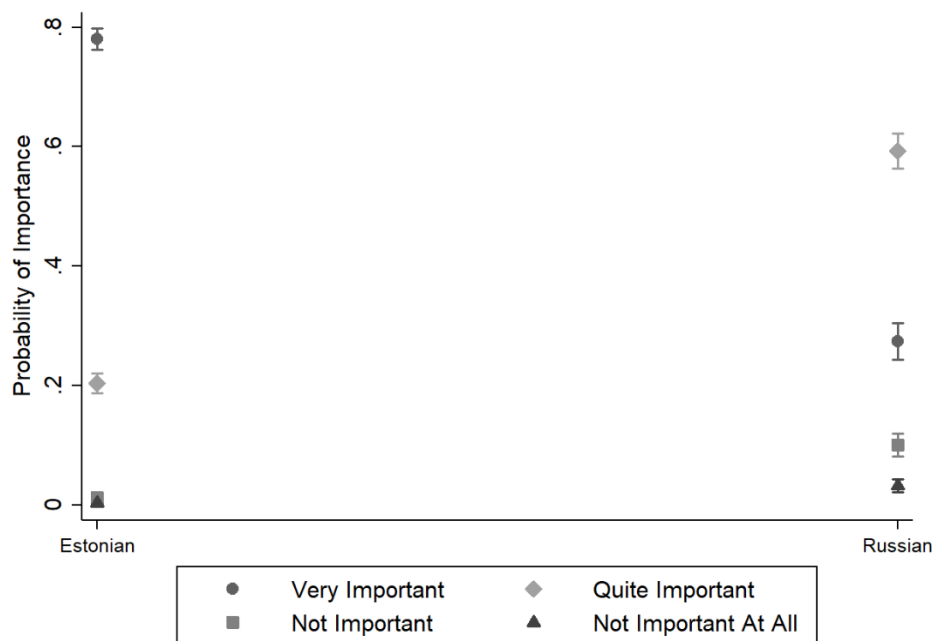 Probability of Importance
.8
.6
.4
.2
0
Estonian Russian
Very Important Quite Important
Not Important Not Important At All